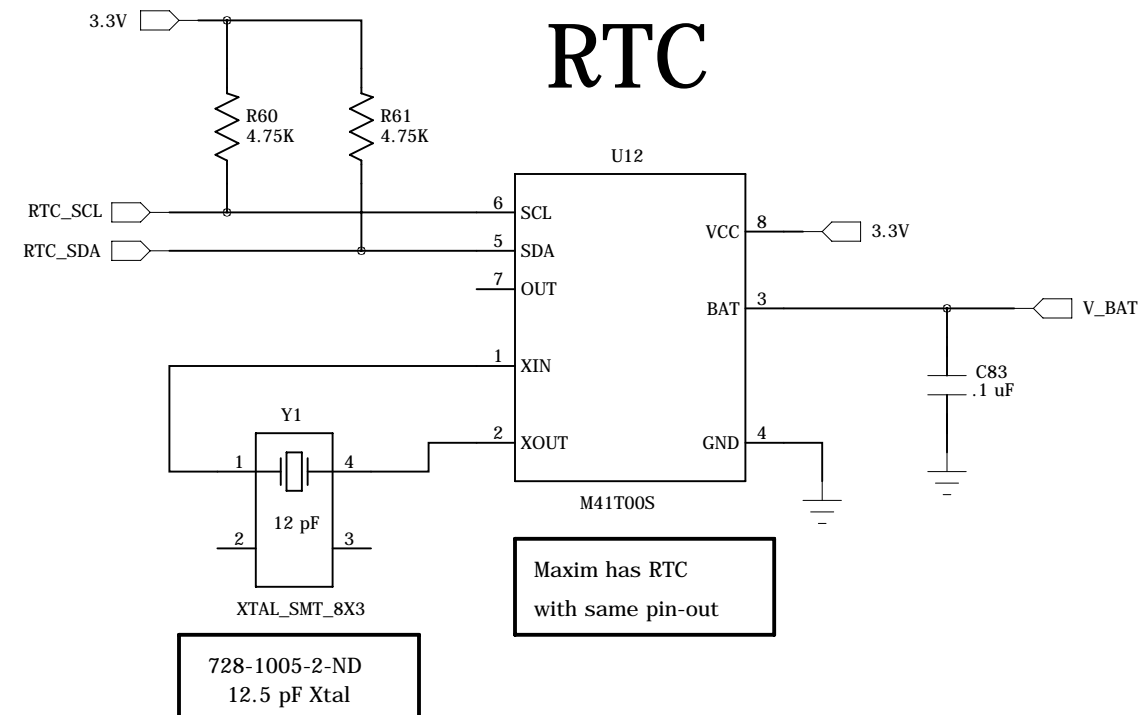 RTC
3.3V
R60
4.75K
R61
4.75K
U12
RTC_SCL
6
SCL
RTC_SDA
5
SDA
7
OUT
1
XIN
2
XOUT
VCC
8
3.3V
BAT
3
V_BAT
C83
.1 uF
GND
4
M41T00S
Y1
1
4
12 pF
2
3
XTAL_SMT_8X3
Maxim has RTC
with same pin-out
728-1005-2-ND
12.5 pF Xtal